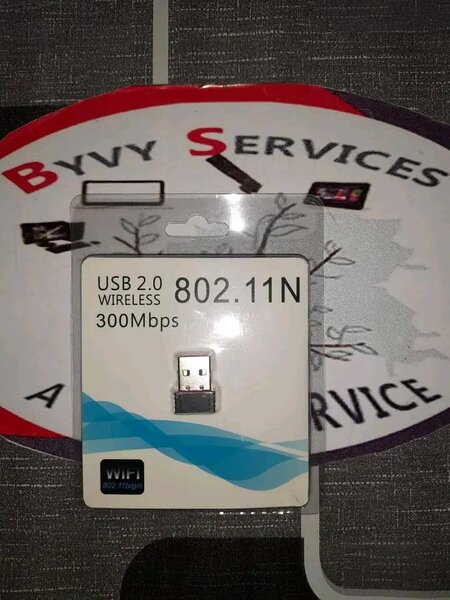 BYVY SERVICES
USB 2.0
WIRELESS
802.11N
300Mbps
A
RVICE
WiFi
802.11b/g/n